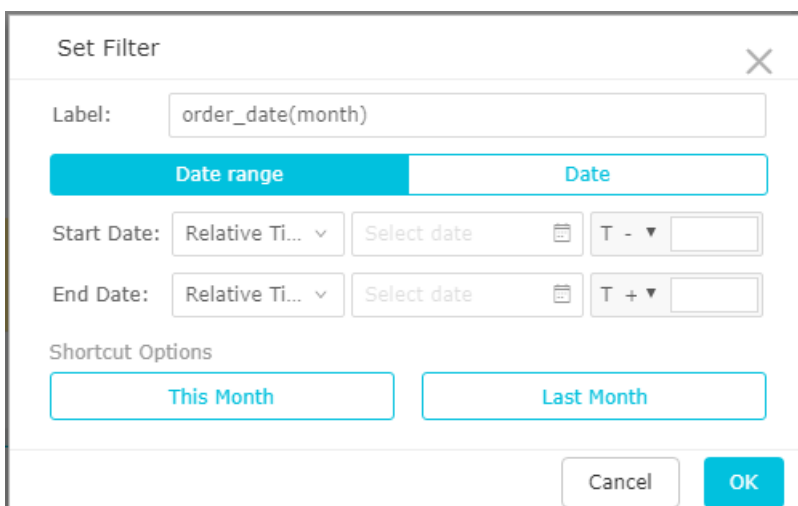 Set Filter
Label: order_date(month)
Date range Date
Start Date: Relative Ti... Select date T -
End Date: Relative Ti... Select date T +
Shortcut Options
This Month Last Month
Cancel OK